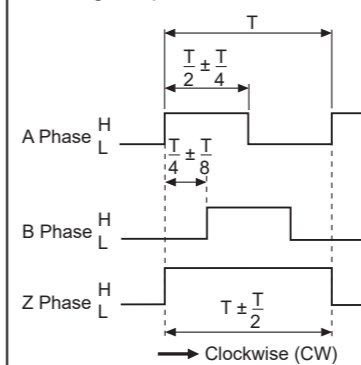 T
T/2 ± T/4
A Phase H
L
T/4 ± T/8
B Phase H
L
Z Phase H
L
T ± T/2
Clockwise (CW)